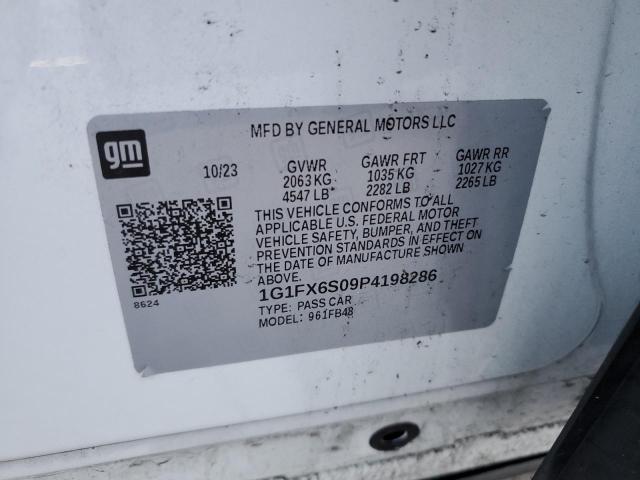 MFD BY GENERAL MOTORS LLC
gm
10/23 GVWR GAWR FRT GAWR RR
2063 KG 1035 KG 1027 KG
4547 LB 2282 LB 2265 LB
THIS VEHICLE CONFORMS TO ALL
APPLICABLE U.S. FEDERAL MOTOR
VEHICLE SAFETY, BUMPER, AND THEFT
PREVENTION STANDARDS IN EFFECT ON
THE DATE OF MANUFACTURE SHOWN
ABOVE.
8624
1G1FX6S09P4198286
TYPE: PASS CAR
MODEL: 961FB48